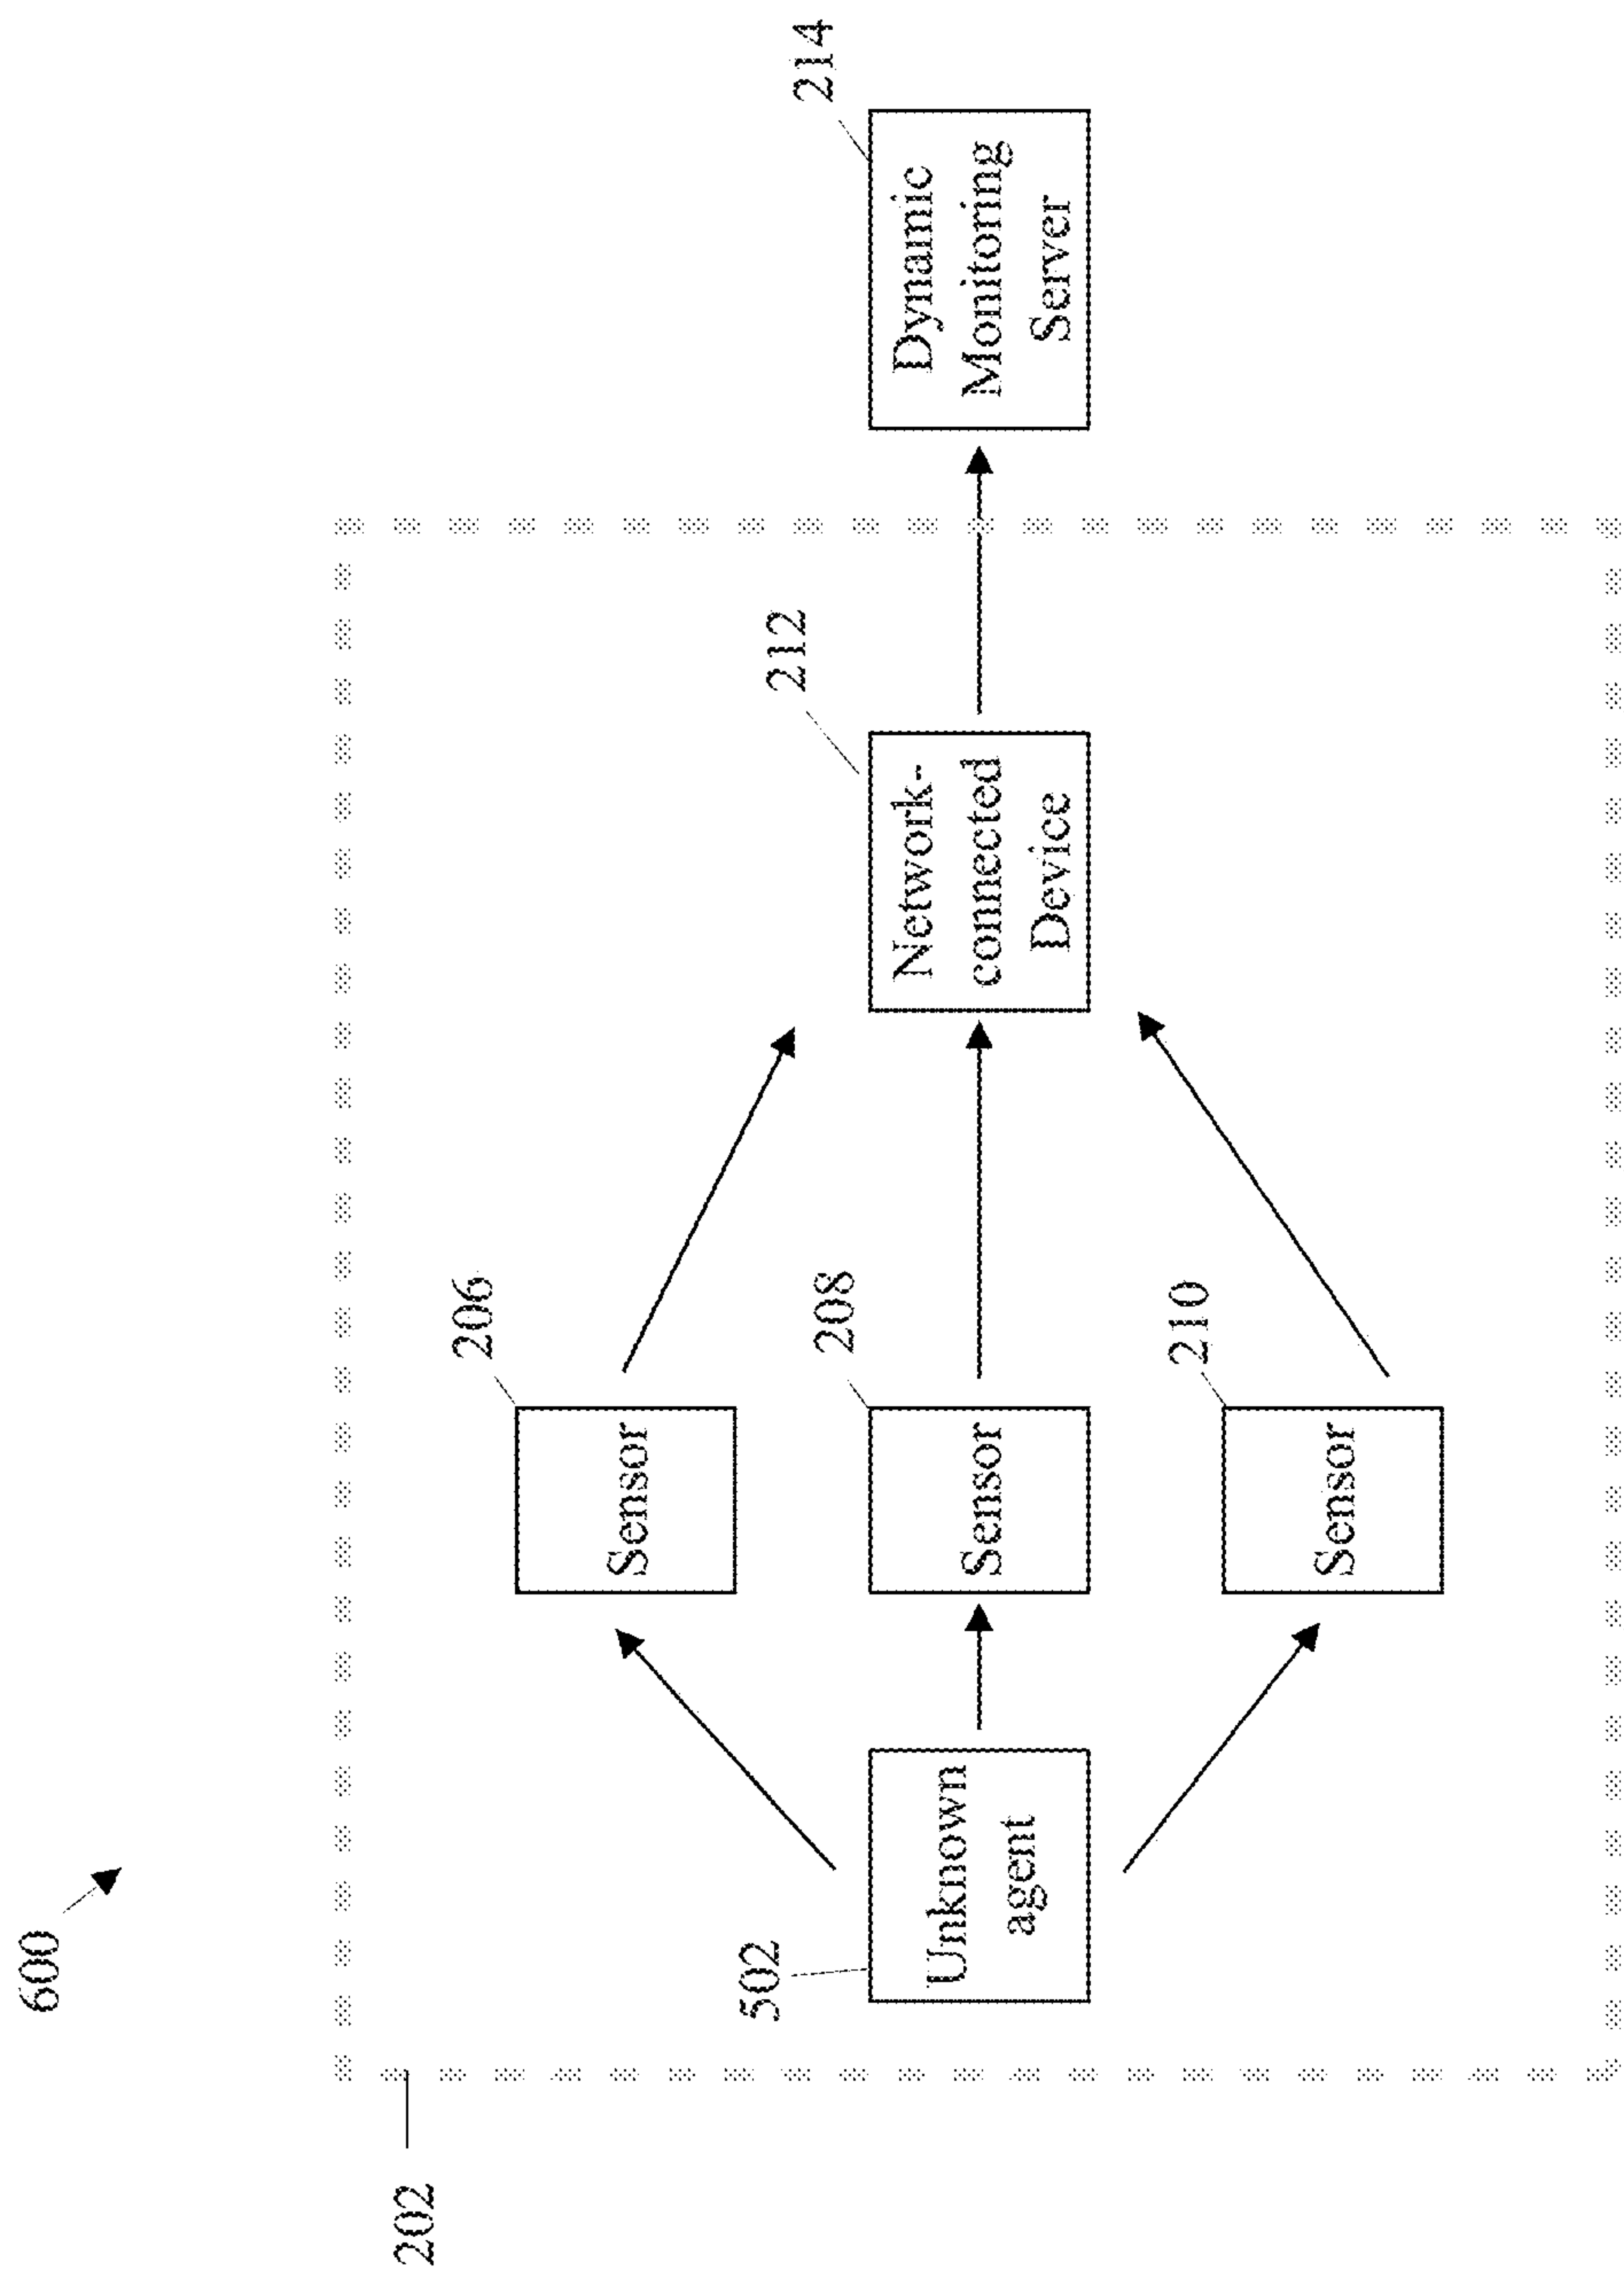 600
202
502
Unknown
agent
206
Sensor
208
Sensor
210
Sensor
212
Network-
connected
Device
214
Dynamic
Monitoring
Server